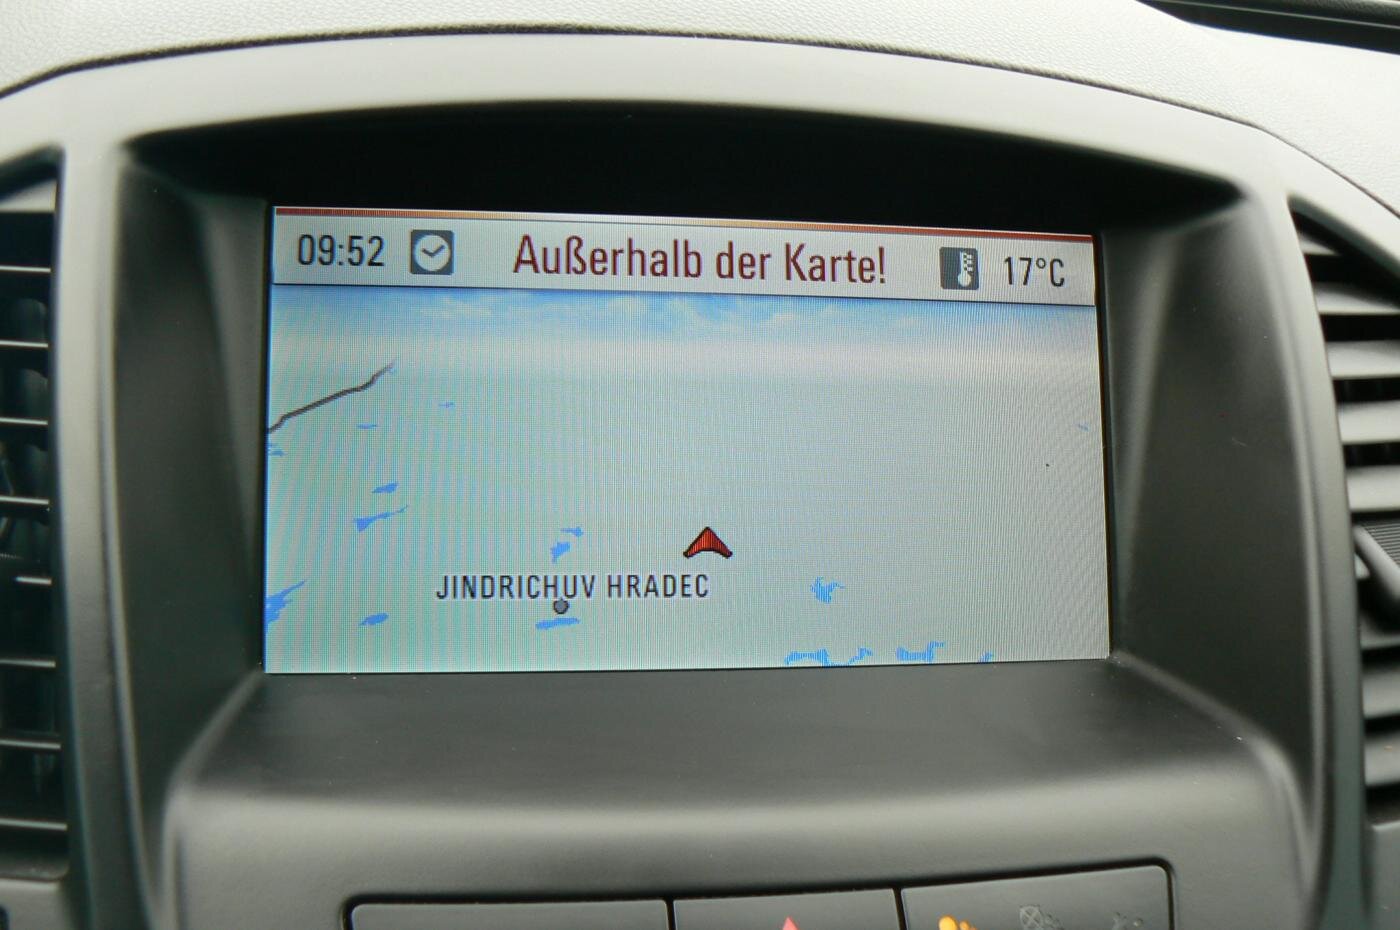 09:52 Außerhalb der Karte! 17°C
JINDRICHUV HRADEC